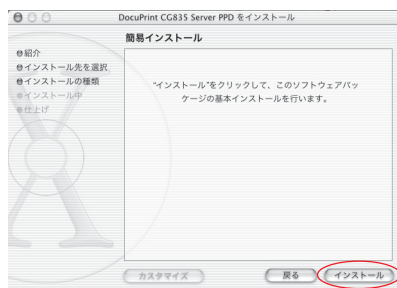 DocuPrint CG835 Server PPD をインストール
簡易インストール
紹介
インストール先を選択
インストールの種類
インストール中
仕上げ
"インストール"をクリックして、このソフトウェアパッ
ケージの基本インストールを行います。
カスタマイズ
戻る
インストール